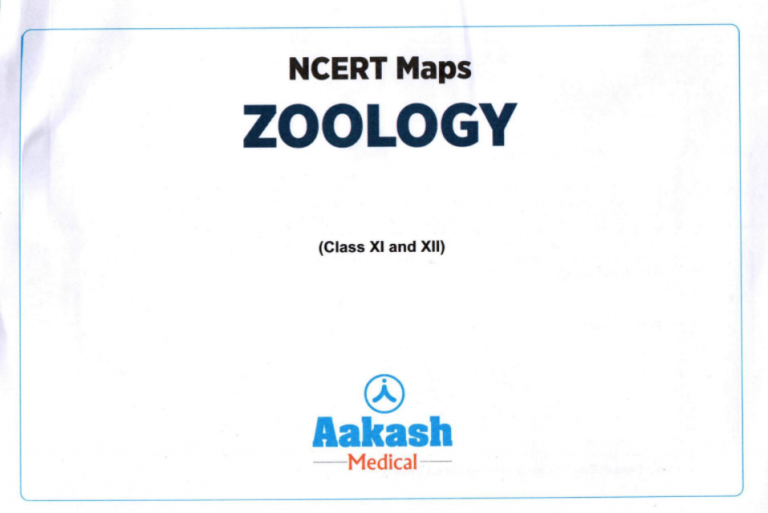 NCERT Maps
ZOOLOGY
(Class XI and XII)
Aakash
Medical